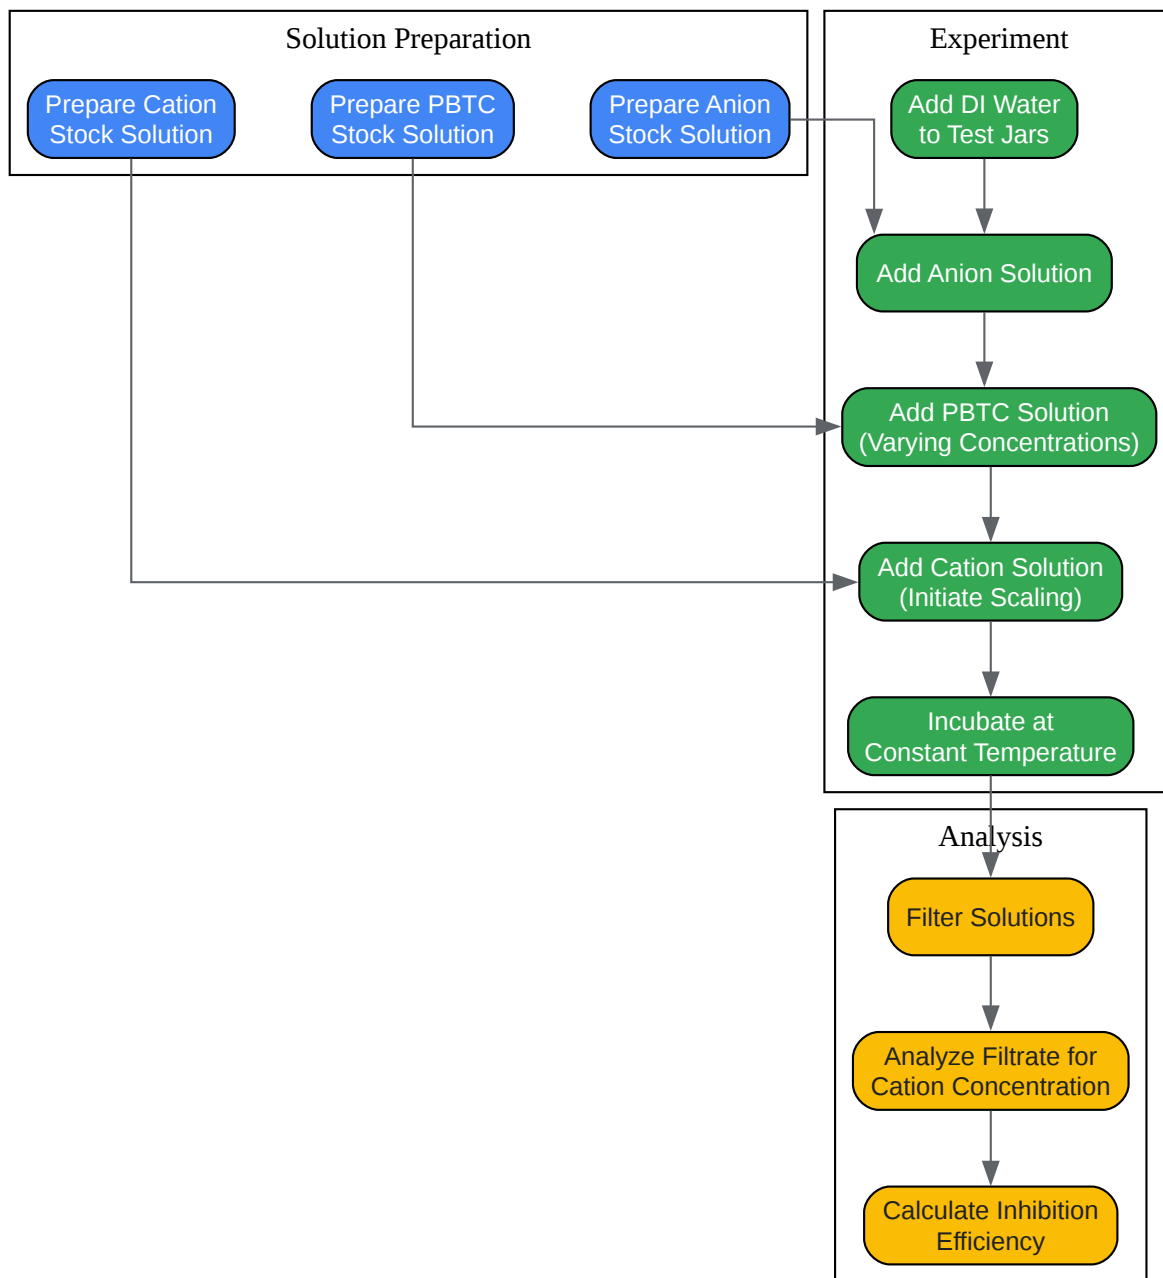 Solution Preparation
Prepare Cation
Stock Solution
Prepare PBTC
Stock Solution
Prepare Anion
Stock Solution
Experiment
Add DI Water
to Test Jars
Add Anion Solution
Add PBTC Solution
(Varying Concentrations)
Add Cation Solution
(Initiate Scaling)
Incubate at
Constant Temperature
Analysis
Filter Solutions
Analyze Filtrate for
Cation Concentration
Calculate Inhibition
Efficiency